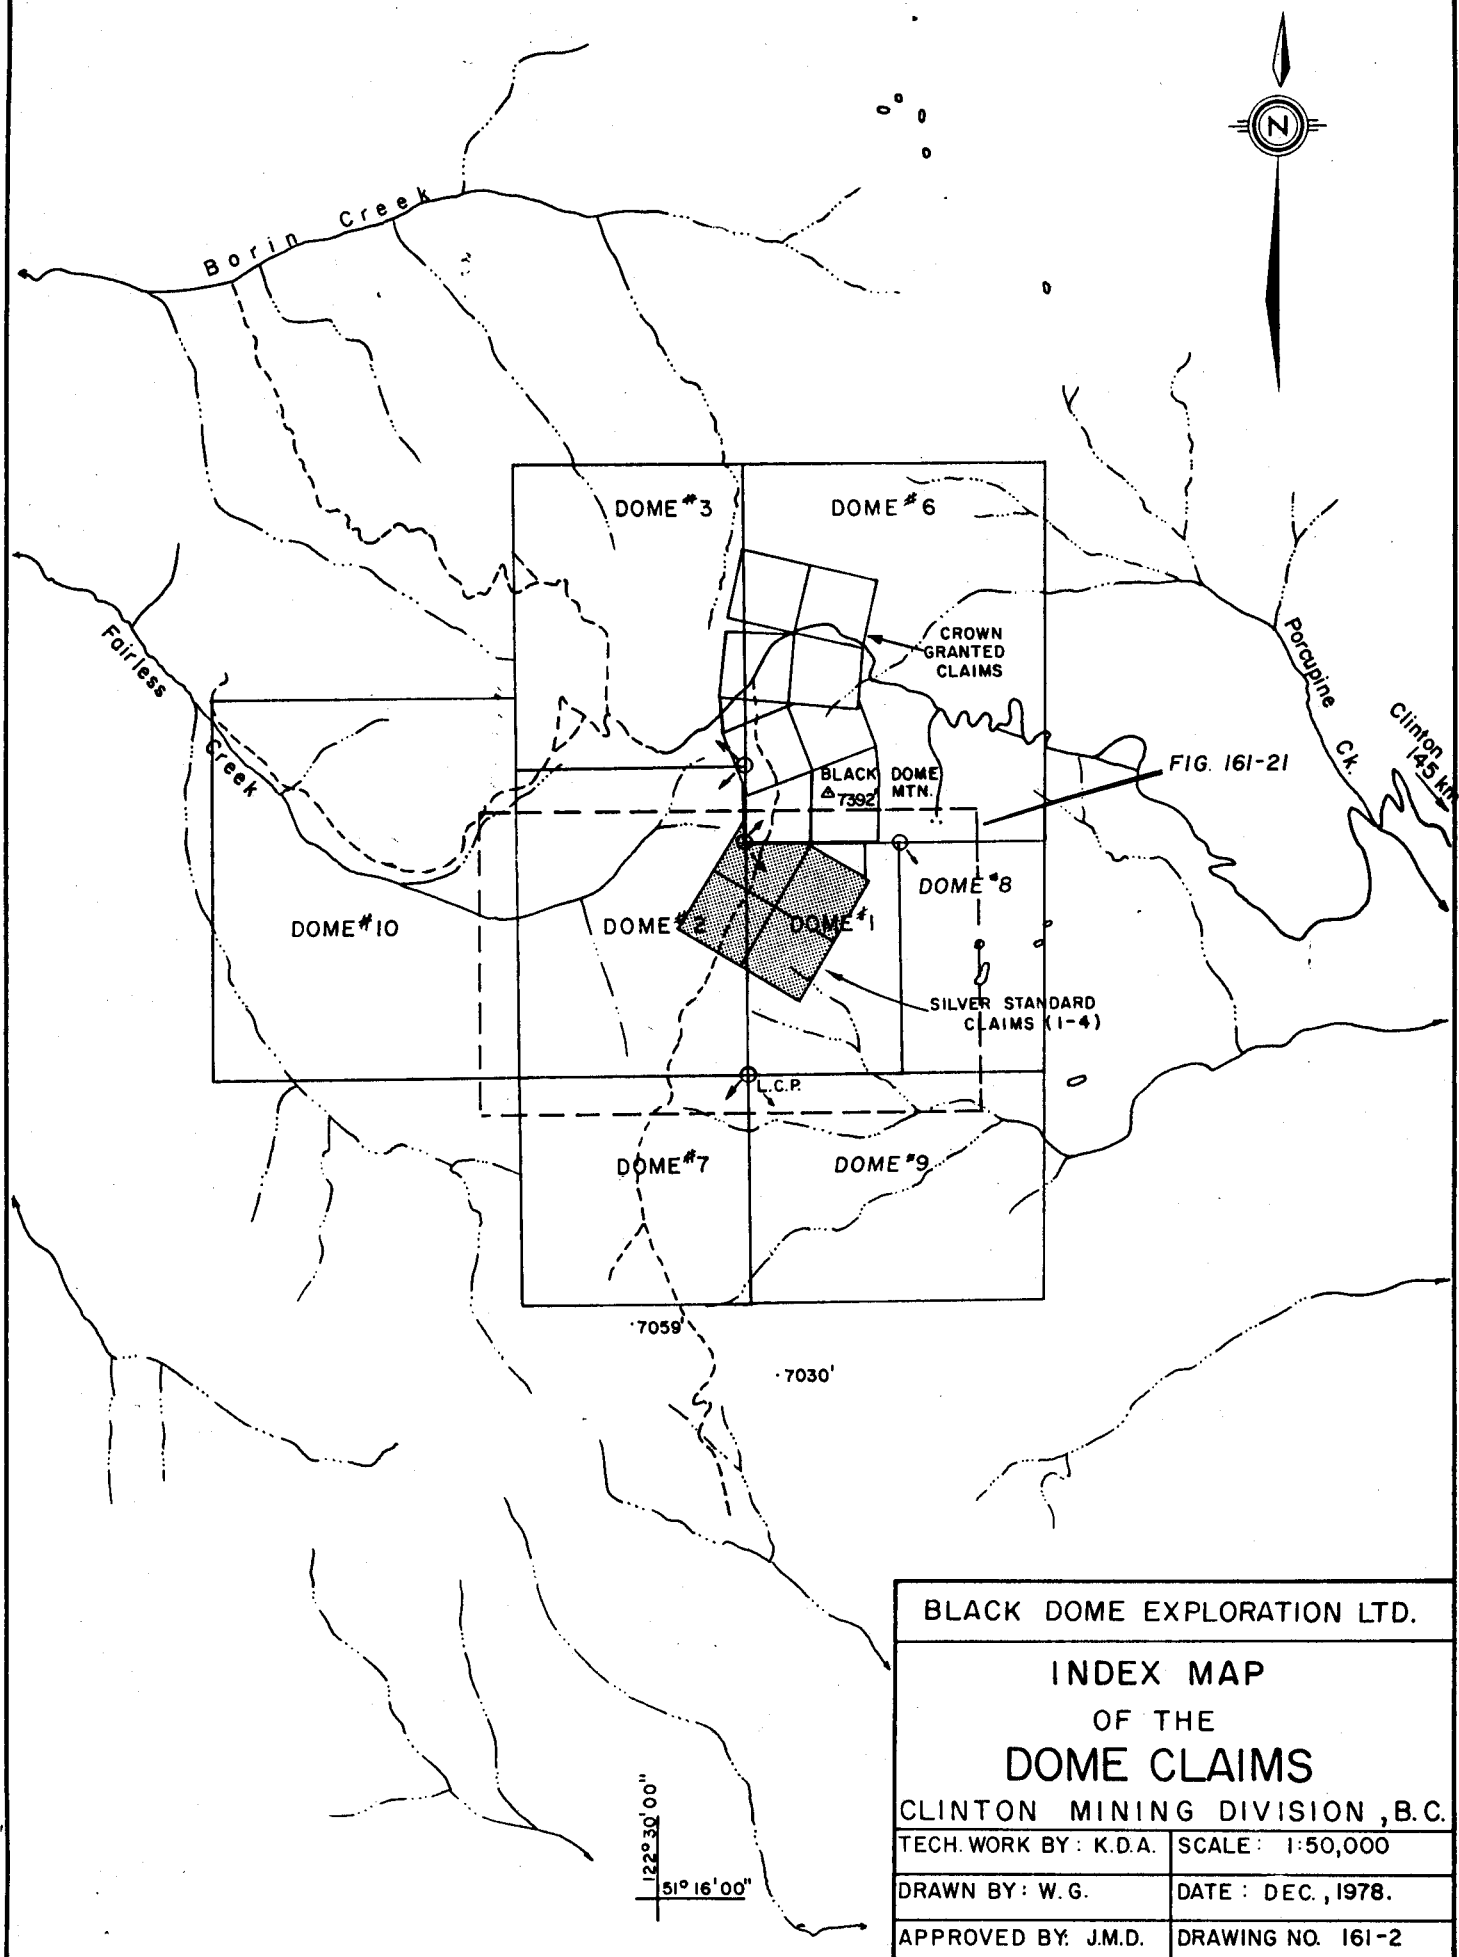 N
Borin Creek
DOME #3
DOME #6
CROWN
GRANTED
CLAIMS
Fairless
Creek
Porcupine
Ck.
Clinton
145 km
FIG. 161-21
BLACK DOME
7392' MTN.
DOME #8
DOME #10
DOME #2
DOME #1
SILVER STANDARD
CLAIMS (1-4)
L.C.P.
DOME #7
DOME #9
·7059'
·7030'
122° 30' 00"
51° 16' 00"
BLACK DOME EXPLORATION LTD.
INDEX MAP
OF THE
DOME CLAIMS
CLINTON MINING DIVISION, B.C.
TECH. WORK BY: K.D.A.
SCALE: 1:50,000
DRAWN BY: W.G.
DATE: DEC., 1978.
APPROVED BY: J.M.D.
DRAWING NO. 161-2